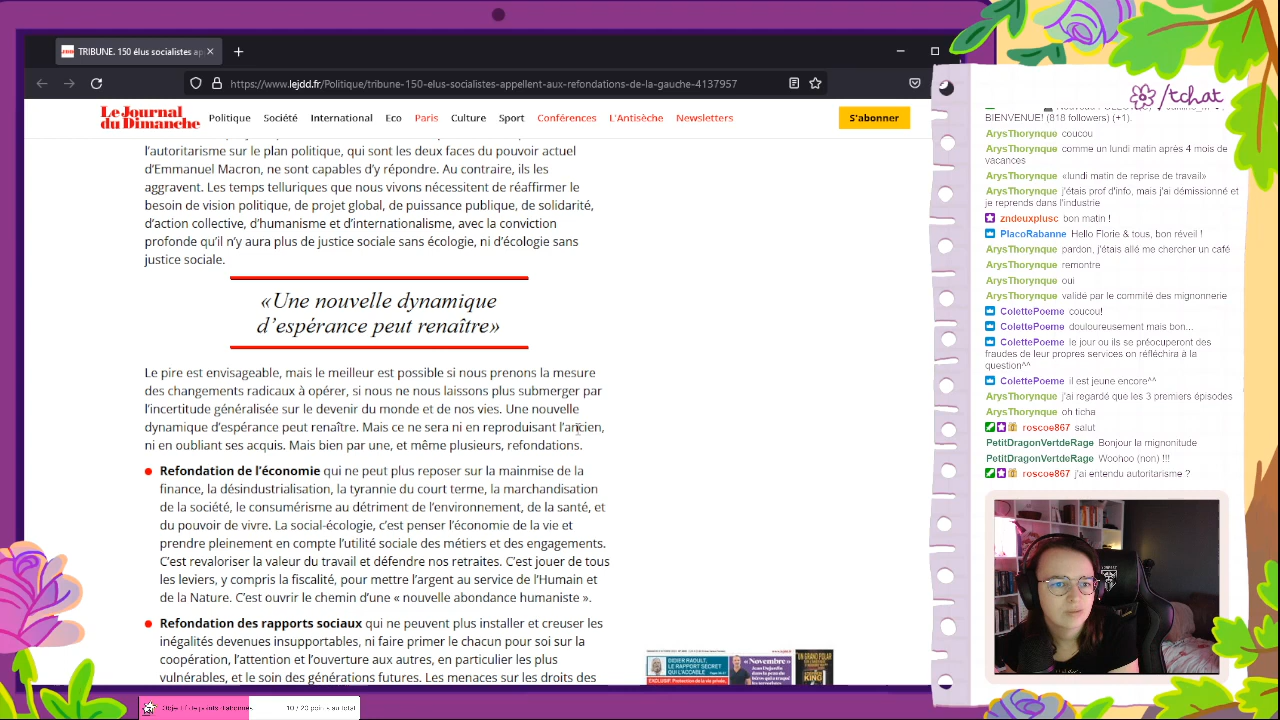 TRIBUNE. 150 élus socialistes ap
https://www.lejdd.fr/Politique/tribune-150-elus-socialistes-appellent-aux-refondations-de-la-gauche-4137957
Le Journal
du Dimanche
Politique
Société
Conférences
L'Antisèche
Newsletters
S'abonner
l'autoritarisme sur le plan politique, qui sont les deux faces du pouvoir actuel
d'Emmanuel Macron, ne sont capables d'y répondre. Au contraire, ils les
aggravent. Les temps historiques que nous vivons nécessitent de réaffirmer le
besoin de vision politique, de projet global, de puissance publique, de solidarité,
d'action collective, d'humanisme, d'internationalisme, avec la conviction
profonde qu'il n'y aura plus de justice sociale sans écologie, ni d'écologie sans
justice sociale.
«Une nouvelle dynamique
d'espérance peut renaître»
Le pire est envisageable, mais le meilleur est possible si nous prenons la mesure
des changements radicaux à opérer, si nous ne nous laissons plus submerger par
l'incertitude généralisée sur le devenir du monde et de nos vies. Une nouvelle
dynamique d'espérance peut renaître : ce ne sera ni en reproduisant l'ancien,
ni en oubliant ses acquis. Mais par une, et même plusieurs, refondations.
Refondation de l'économie qui ne peut plus reposer sur la mainmise de la
finance, la désindustrialisation, la tyrannie du court terme, la marchandisation
de la société, le consumérisme au détriment de l'environnement, de la santé, et
du pouvoir de vivre. La social-écologie, c'est penser l'économie de la vie et
prendre pleinement en compte l'utilité sociale des métiers et des engagements.
C'est revaloriser la valeur du travail et défendre nos retraites. C'est jouer de tous
les leviers, y compris la fiscalité, pour mettre l'argent au service de l'Humain et
de la Nature. C'est ouvrir le chemin d'une nouvelle abondance humaniste ».
Refondation des rapports sociaux qui ne peuvent plus installer et creuser les
inégalités devenues insupportables, ni faire primer le chacun pour soi sur la
coopération, l'attention et l'ouverture aux autres, en particulier les plus
DIDIER RAOULT,
LE RAPPORT SECRET
QUI L'ACCABLE
« Novembre »
UN GRAND POLAR
KING
/tchat
BIENVENUE! (818 followers) (+1).
ArysThorynque coucou
ArysThorynque comme un lundi matin après 4 mois de
vacances
ArysThorynque «lundi matin de reprise de travail»
ArysThorynque j'étais prof d'info, mais j'ai démissionné et
je reprends dans l'industrie
zndeuxplusc bon matin !
PlacoRabanne Hello Florie & tous, bon réveil !
ArysThorynque pardon, j'étais allé me chercher un café
ArysThorynque remontre
ArysThorynque oui
ArysThorynque validé par le commité des mignonnerie
ColettePoeme coucou!
ColettePoeme douloureusement mais bon...
ColettePoeme le jour ou ils se préocuperont des
fraudes de leur propres services on réfléchira à la
question^^
ColettePoeme il est jeune encore^^
ArysThorynque j'ai regardé que les 3 premiers épisodes
ArysThorynque oh ticha
roscoe867 salut
PetitDragonVertdeRage Bonjour la mignonitude
PetitDragonVertdeRage Woohoo (non) !!!
roscoe867 j'ai entendu autoritarisme ?